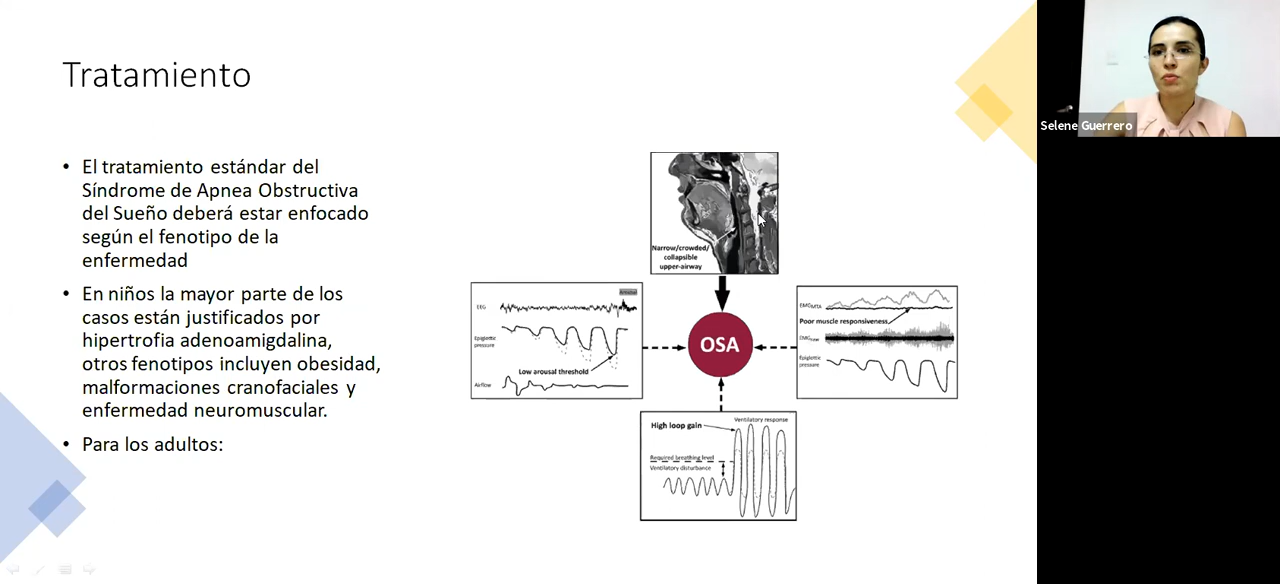 Tratamiento
• El tratamiento estándar del
Síndrome de Apnea Obstructiva
del Sueño deberá estar enfocado
según el fenotipo de la
enfermedad
• En niños la mayor parte de los
casos están justificados por
hipertrofia adenoamigdalina,
otros fenotipos incluyen obesidad,
malformaciones cranofaciales y
enfermedad neuromuscular.
• Para los adultos:
Narrow/crowded/
collapsible
upper-airway
EEG
Arousal
Epiglottic
pressure
Low arousal threshold
Airflow
OSA
Poor muscle responsiveness
Epiglottic
pressure
Ventilatory response
High loop gain
Required breathing level
Ventilatory disturbance
Selene Guerrero